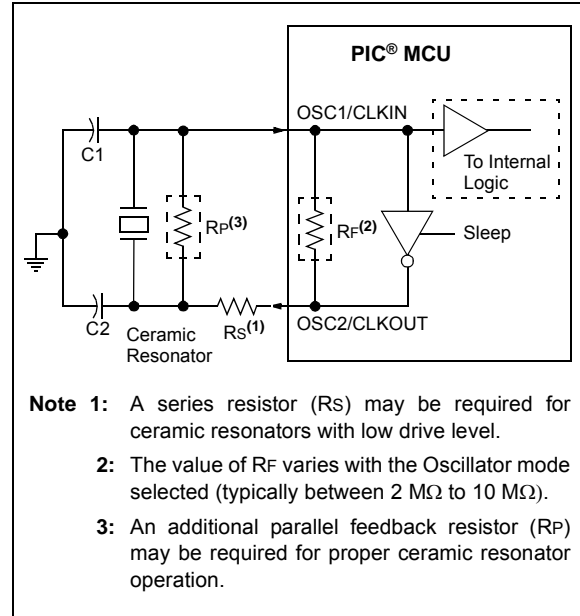 PIC® MCU
OSC1/CLKIN
C1
To Internal
Logic
RP(3)
RF(2)
Sleep
C2
Ceramic
Resonator
RS(1)
OSC2/CLKOUT
Note 1: A series resistor (RS) may be required for
ceramic resonators with low drive level.
2: The value of RF varies with the Oscillator mode
selected (typically between 2 MΩ to 10 MΩ).
3: An additional parallel feedback resistor (RP)
may be required for proper ceramic resonator
operation.